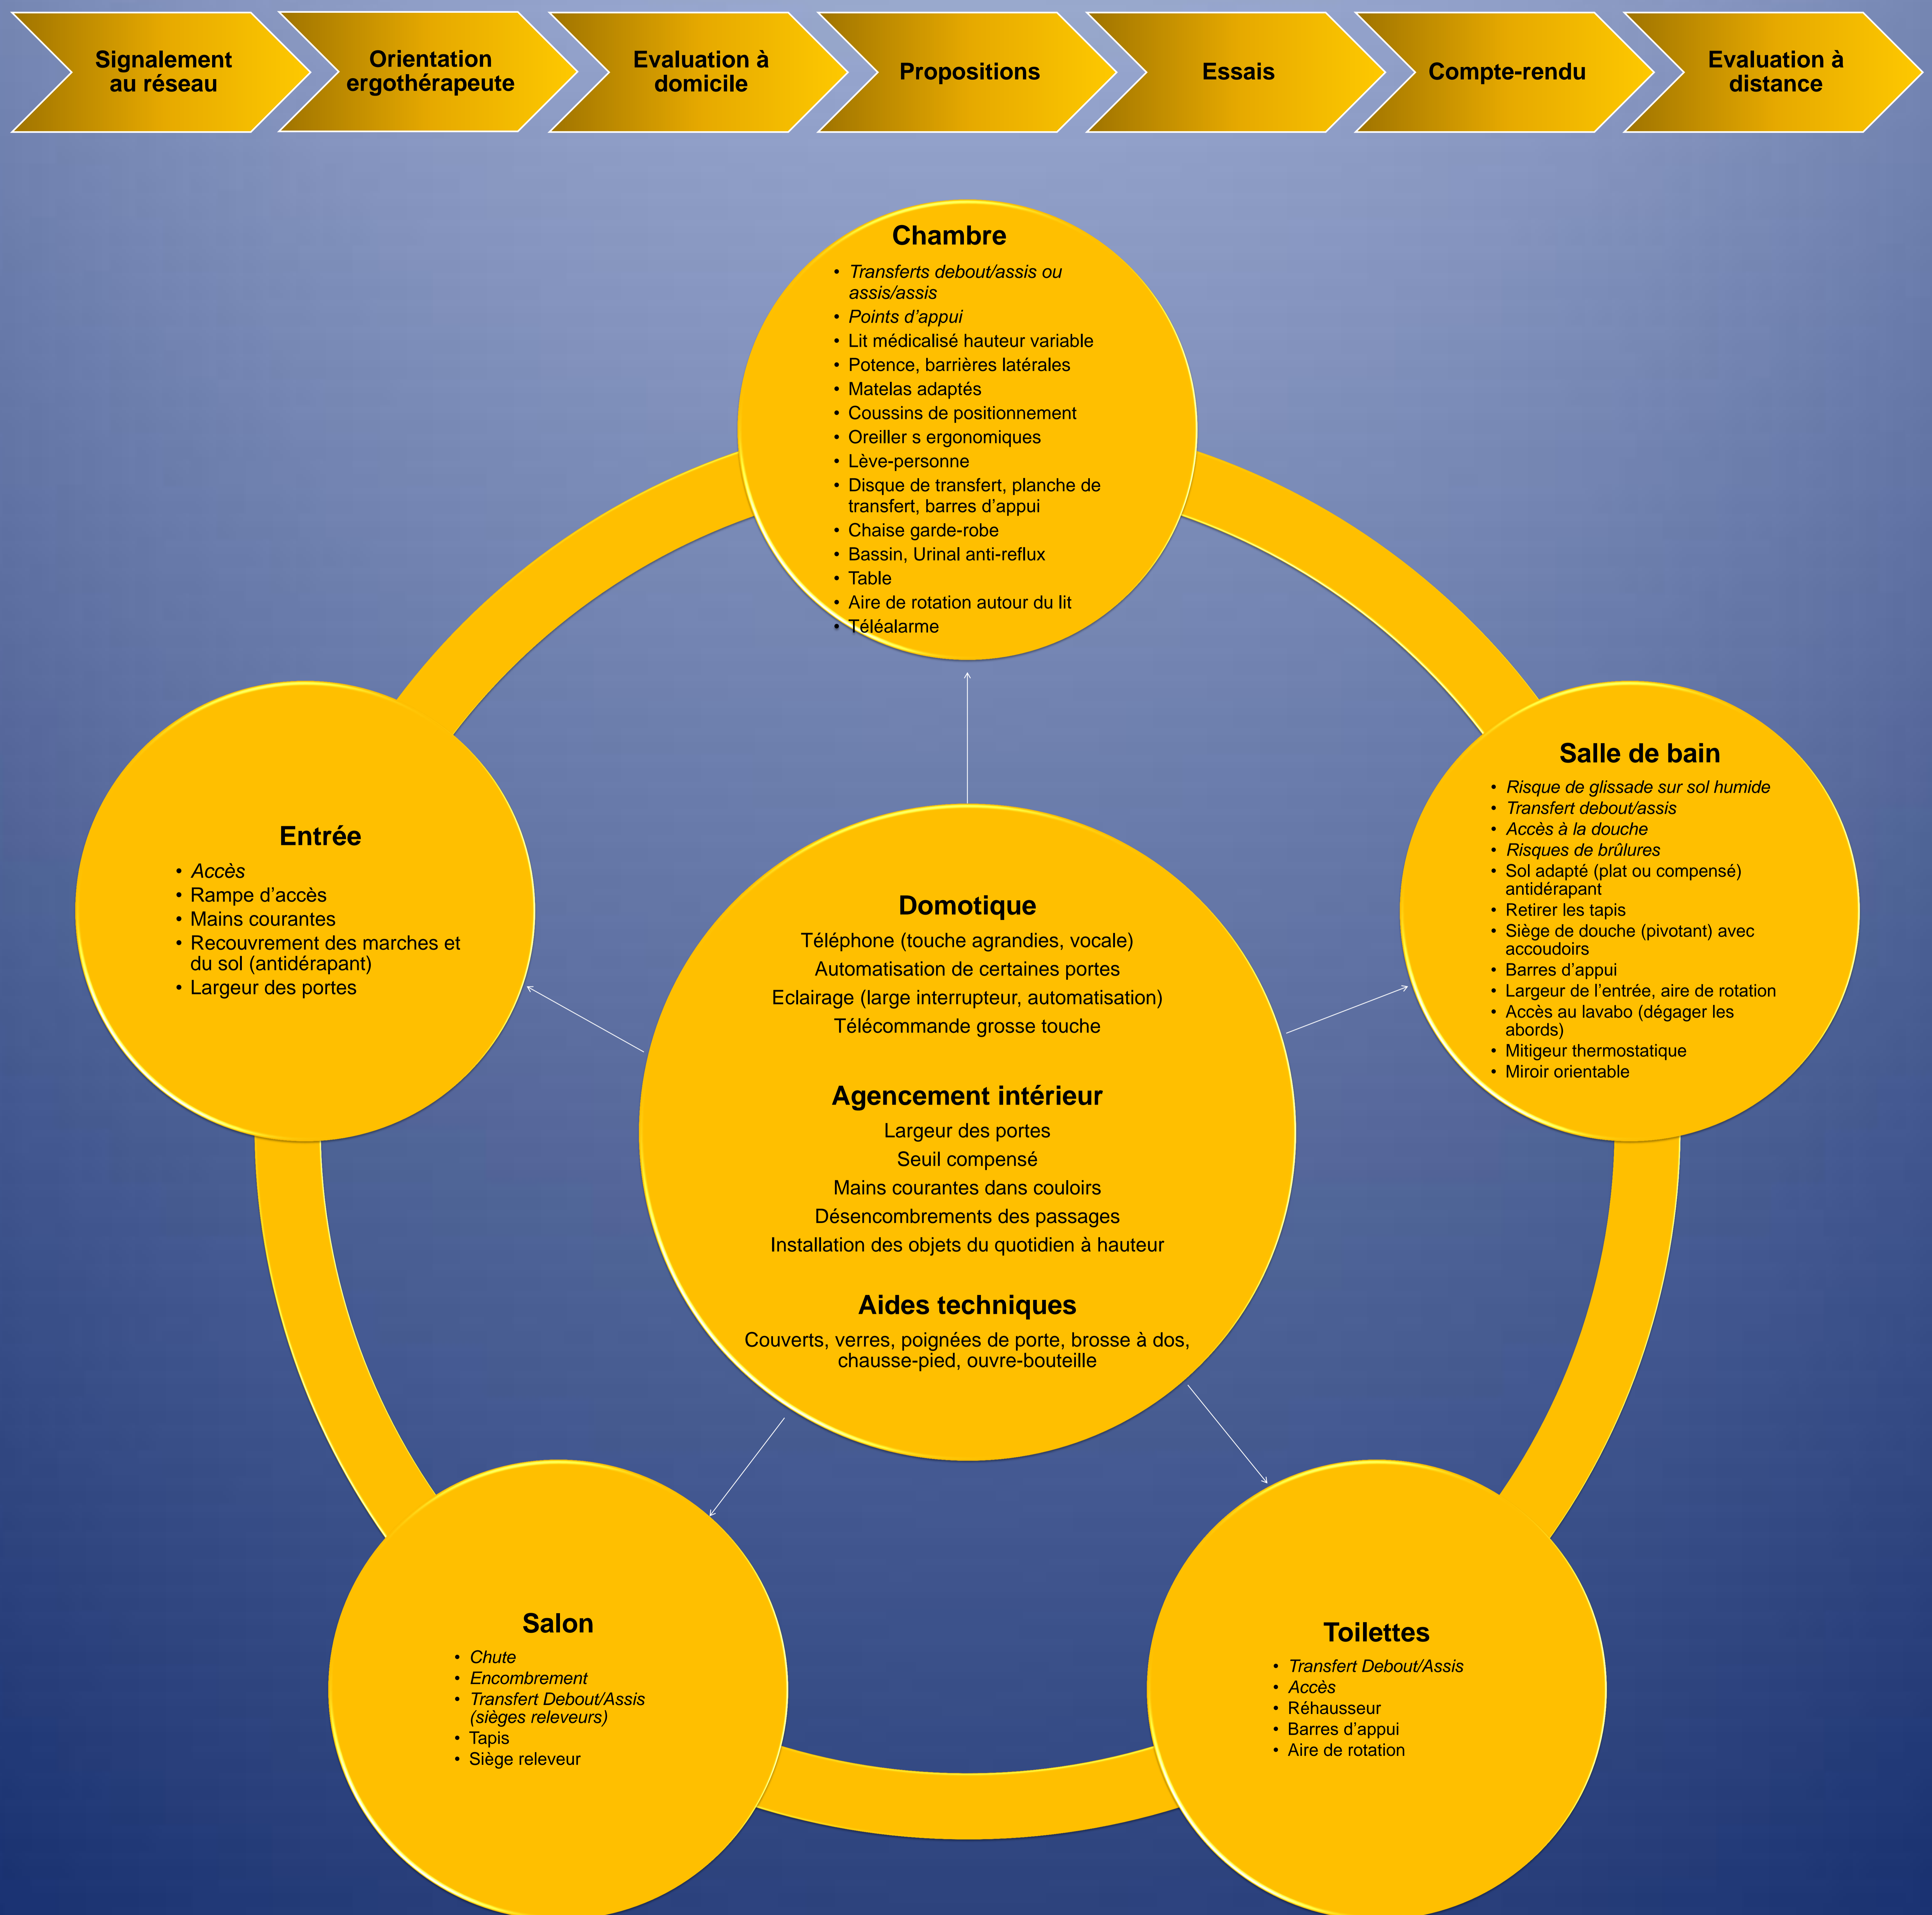 Signalement
au réseau
Orientation
ergothérapeute
Evaluation à
domicile
Propositions
Essais
Compte-rendu
Evaluation à
distance
Chambre
• Transferts debout/assis ou
assis/assis
• Points d’appui
• Lit médicalisé hauteur variable
• Potence, barrières latérales
• Matelas adaptés
• Coussins de positionnement
• Oreiller s ergonomiques
• Lève-personne
• Disque de transfert, planche de
transfert, barres d’appui
• Chaise garde-robe
• Bassin, Urinal anti-reflux
• Table
• Aire de rotation autour du lit
• Téléalarme
Entrée
• Accès
• Rampe d’accès
• Mains courantes
• Recouvrement des marches et
du sol (antidérapant)
• Largeur des portes
Domotique
Téléphone (touche agrandies, vocale)
Automatisation de certaines portes
Eclairage (large interrupteur, automatisation)
Télécommande grosse touche
Agencement intérieur
Largeur des portes
Seuil compensé
Mains courantes dans couloirs
Désencombrements des passages
Installation des objets du quotidien à hauteur
Aides techniques
Couverts, verres, poignées de porte, brosse à dos,
chausse-pied, ouvre-bouteille
Salle de bain
• Risque de glissade sur sol humide
• Transfert debout/assis
• Accès à la douche
• Risques de brûlures
• Sol adapté (plat ou compensé)
antidérapant
• Retirer les tapis
• Siège de douche (pivotant) avec
accoudoirs
• Barres d’appui
• Largeur de l’entrée, aire de rotation
• Accès au lavabo (dégager les
abords)
• Mitigeur thermostatique
• Miroir orientable
Salon
• Chute
• Encombrement
• Transfert Debout/Assis
(sièges releveurs)
• Tapis
• Siège releveur
Toilettes
• Transfert Debout/Assis
• Accès
• Réhausseur
• Barres d’appui
• Aire de rotation